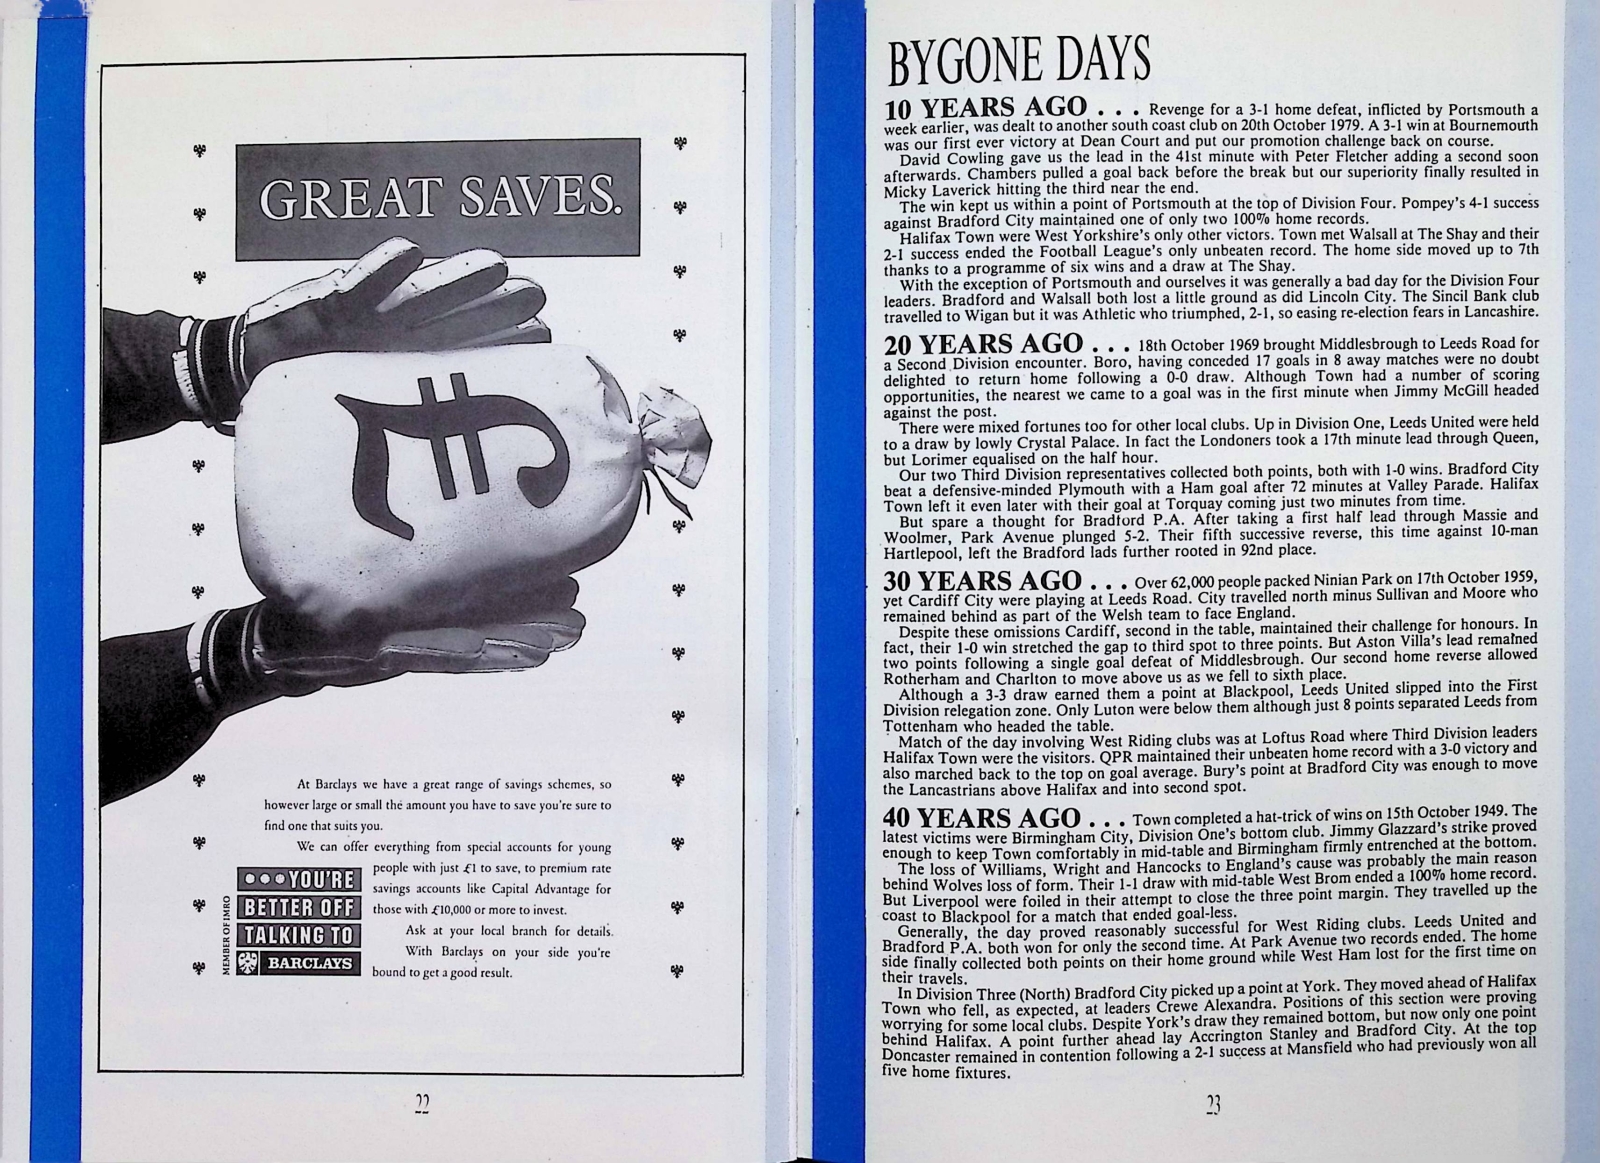 GREAT SAVES.
£
At Barclays we have a great range of savings schemes, so
however large or small the amount you have to save you're sure to
find one that suits you.
We can offer everything from special accounts for young
people with just £1 to save, to premium rate
savings accounts like Capital Advantage for
those with £10,000 or more to invest.
Ask at your local branch for details.
With Barclays on your side you're
bound to get a good result.
MEMBER OF IMRO
●●●YOU'RE
BETTER OFF
TALKING TO
BARCLAYS
22
BYGONE DAYS
10 YEARS AGO . . . Revenge for a 3-1 home defeat, inflicted by Portsmouth a
week earlier, was dealt to another south coast club on 20th October 1979. A 3-1 win at Bournemouth
was our first ever victory at Dean Court and put our promotion challenge back on course.
David Cowling gave us the lead in the 41st minute with Peter Fletcher adding a second soon
afterwards. Chambers pulled a goal back before the break but our superiority finally resulted in
Micky Laverick hitting the third near the end.
The win kept us within a point of Portsmouth at the top of Division Four. Pompey's 4-1 success
against Bradford City maintained one of only two 100% home records.
Halifax Town were West Yorkshire's only other victors. Town met Walsall at The Shay and their
2-1 success ended the Football League's only unbeaten record. The home side moved up to 7th
thanks to a programme of six wins and a draw at The Shay.
With the exception of Portsmouth and ourselves it was generally a bad day for the Division Four
leaders. Bradford and Walsall both lost a little ground as did Lincoln City. The Sincil Bank club
travelled to Wigan but it was Athletic who triumphed, 2-1, so easing re-election fears in Lancashire.
20 YEARS AGO . . . 18th October 1969 brought Middlesbrough to Leeds Road for
a Second Division encounter. Boro, having conceded 17 goals in 8 away matches were no doubt
delighted to return home following a 0-0 draw. Although Town had a number of scoring
opportunities, the nearest we came to a goal was in the first minute when Jimmy McGill headed
against the post.
There were mixed fortunes too for other local clubs. Up in Division One, Leeds United were held
to a draw by lowly Crystal Palace. In fact the Londoners took a 17th minute lead through Queen,
but Lorimer equalised on the half hour.
Our two Third Division representatives collected both points, both with 1-0 wins. Bradford City
beat a defensive-minded Plymouth with a Ham goal after 72 minutes at Valley Parade. Halifax
Town left it even later with their goal at Torquay coming just two minutes from time.
But spare a thought for Bradford P.A. After taking a first half lead through Massie and
Woolmer, Park Avenue plunged 5-2. Their fifth successive reverse, this time against 10-man
Hartlepool, left the Bradford lads further rooted in 92nd place.
30 YEARS AGO . . . Over 62,000 people packed Ninian Park on 17th October 1959,
yet Cardiff City were playing at Leeds Road. City travelled north minus Sullivan and Moore who
remained behind as part of the Welsh team to face England.
Despite these omissions Cardiff, second in the table, maintained their challenge for honours. In
fact, their 1-0 win stretched the gap to third spot to three points. But Aston Villa's lead remained
two points following a single goal defeat of Middlesbrough. Our second home reverse allowed
Rotherham and Charlton to move above us as we fell to sixth place.
Although a 3-3 draw earned them a point at Blackpool, Leeds United slipped into the First
Division relegation zone. Only Luton were below them although just 8 points separated Leeds from
Tottenham who headed the table.
Match of the day involving West Riding clubs was at Loftus Road where Third Division leaders
Halifax Town were the visitors. QPR maintained their unbeaten home record with a 3-0 victory and
also marched back to the top on goal average. Bury's point at Bradford City was enough to move
the Lancastrians above Halifax and into second spot.
40 YEARS AGO . . . Town completed a hat-trick of wins on 15th October 1949. The
latest victims were Birmingham City, Division One's bottom club. Jimmy Glazzard's strike proved
enough to keep Town comfortably in mid-table and Birmingham firmly entrenched at the bottom.
The loss of Williams, Wright and Hancocks to England's cause was probably the main reason
behind Wolves loss of form. Their 1-1 draw with mid-table West Brom ended a 100% home record.
But Liverpool were foiled in their attempt to close the three point margin. They travelled up the
coast to Blackpool for a match that ended goal-less.
Generally, the day proved reasonably successful for West Riding clubs. Leeds United and
Bradford P.A. both won for only the second time. At Park Avenue two records ended. The home
side finally collected both points on their home ground while West Ham lost for the first time on
their travels.
In Division Three (North) Bradford City picked up a point at York. They moved ahead of Halifax
Town who fell, as expected, at leaders Crewe Alexandra. Positions of this section were proving
worrying for some local clubs. Despite York's draw they remained bottom, but now only one point
behind Halifax. A point further ahead lay Accrington Stanley and Bradford City. At the top
Doncaster remained in contention following a 2-1 success at Mansfield who had previously won all
five home fixtures.
23